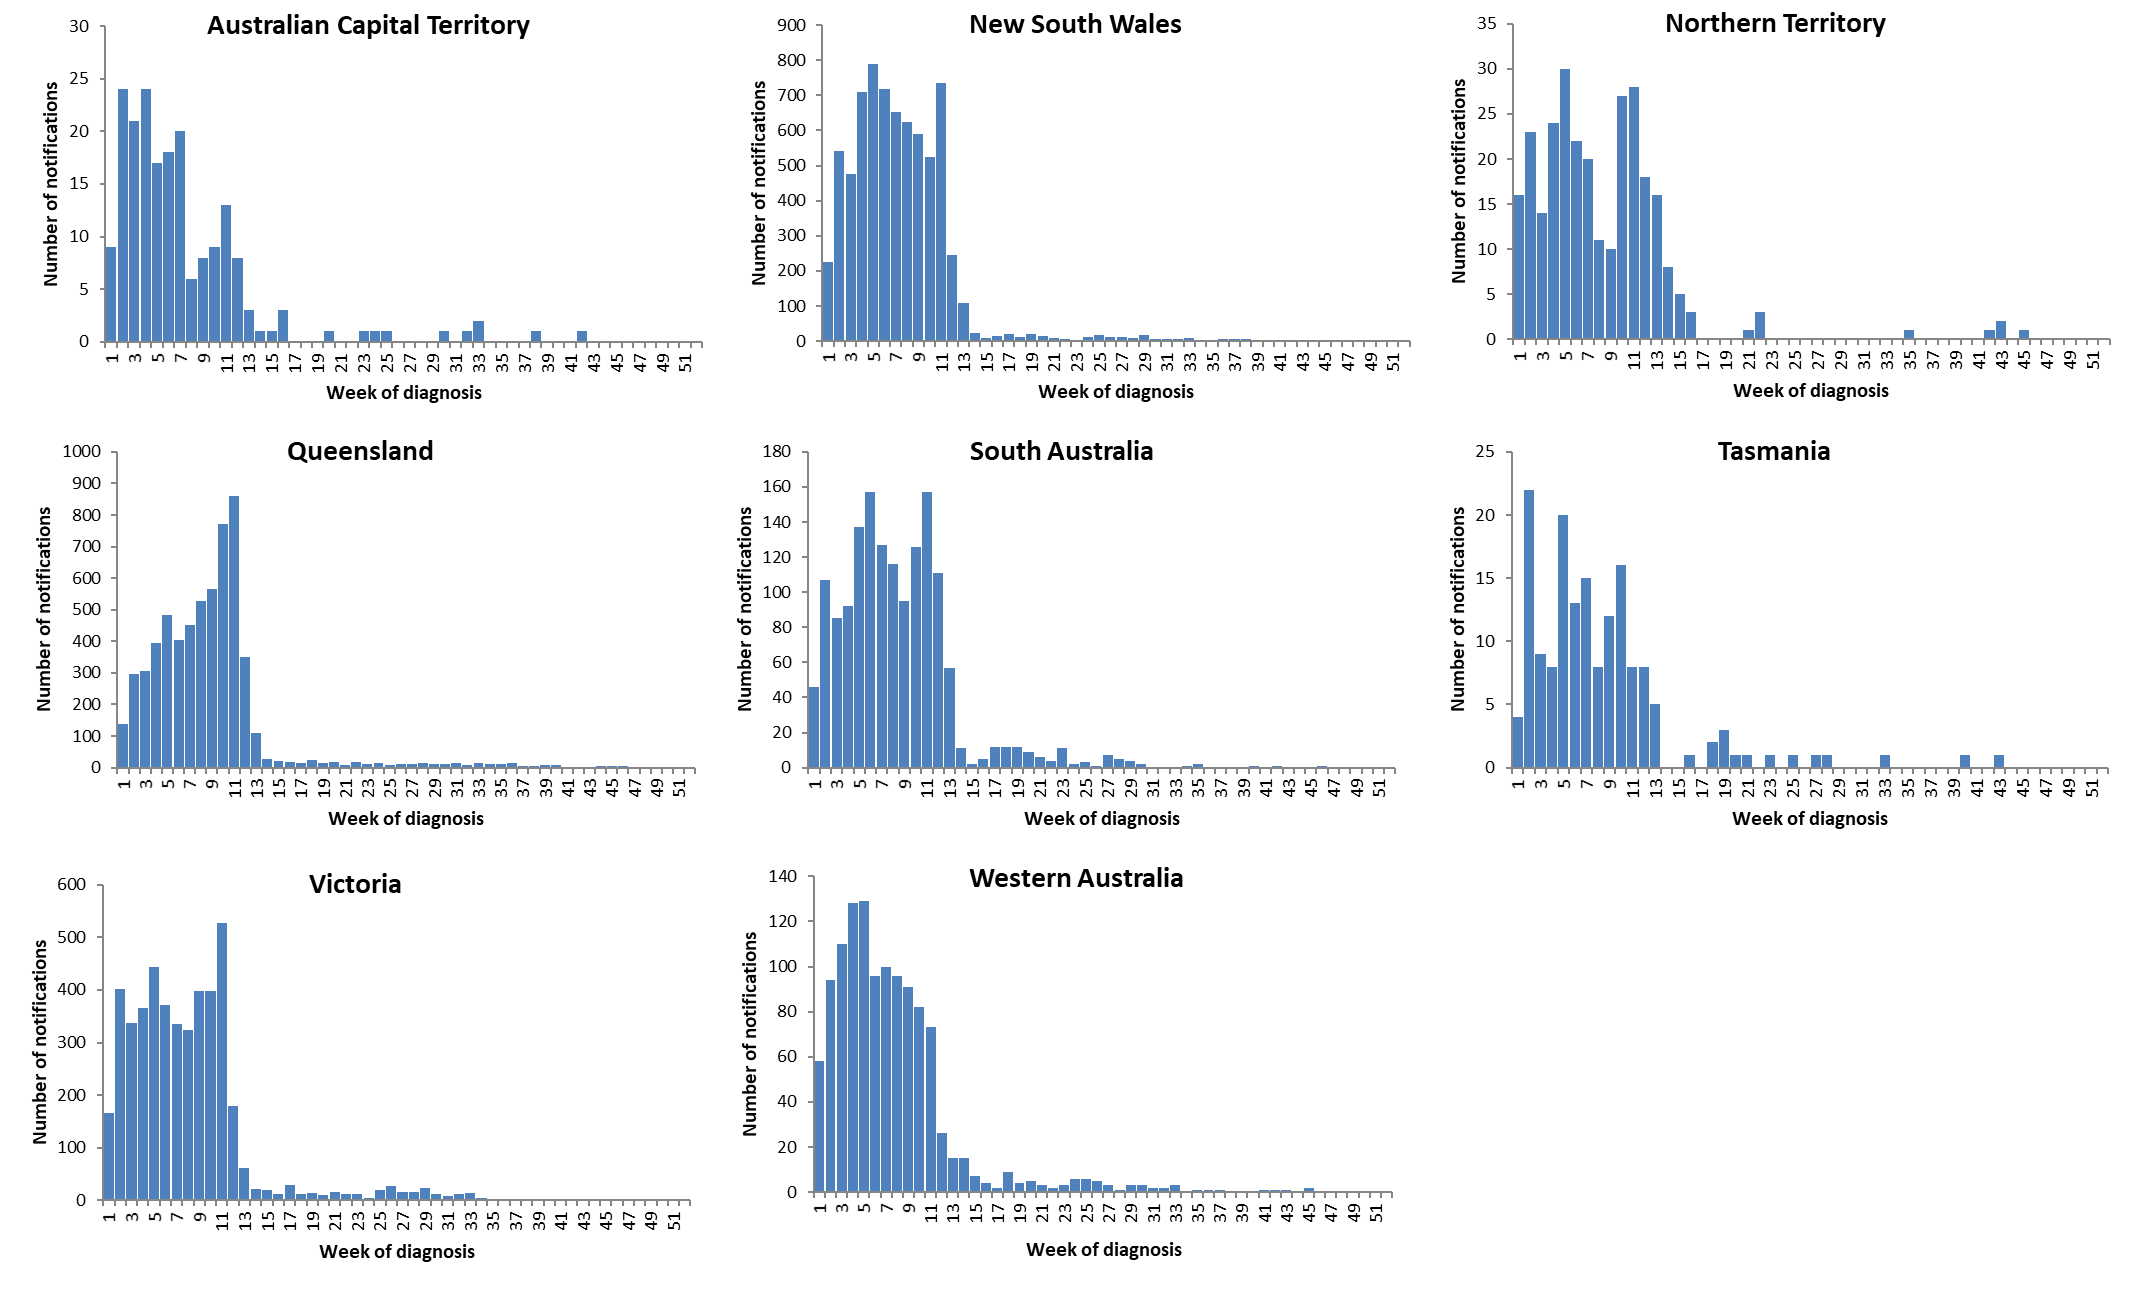 Australian Capital Territory
Number of notifications
30
25
20
15
10
5
0
1 3 5 7 9 11 13 15 17 19 21 23 25 27 29 31 33 35 37 39 41 43 45 47 49 51
Week of diagnosis
New South Wales
Number of notifications
900
800
700
600
500
400
300
200
100
0
1 3 5 7 9 11 13 15 17 19 21 23 25 27 29 31 33 35 37 39 41 43 45 47 49 51
Week of diagnosis
Northern Territory
Number of notifications
35
30
25
20
15
10
5
0
1 3 5 7 9 11 13 15 17 19 21 23 25 27 29 31 33 35 37 39 41 43 45 47 49 51
Week of diagnosis
Queensland
Number of notifications
1000
900
800
700
600
500
400
300
200
100
0
1 3 5 7 9 11 13 15 17 19 21 23 25 27 29 31 33 35 37 39 41 43 45 47 49 51
Week of diagnosis
South Australia
Number of notifications
180
160
140
120
100
80
60
40
20
0
1 3 5 7 9 11 13 15 17 19 21 23 25 27 29 31 33 35 37 39 41 43 45 47 49 51
Week of diagnosis
Tasmania
Number of notifications
25
20
15
10
5
0
1 3 5 7 9 11 13 15 17 19 21 23 25 27 29 31 33 35 37 39 41 43 45 47 49 51
Week of diagnosis
Victoria
Number of notifications
600
500
400
300
200
100
0
1 3 5 7 9 11 13 15 17 19 21 23 25 27 29 31 33 35 37 39 41 43 45 47 49 51
Week of diagnosis
Western Australia
Number of notifications
140
120
100
80
60
40
20
0
1 3 5 7 9 11 13 15 17 19 21 23 25 27 29 31 33 35 37 39 41 43 45 47 49 51
Week of diagnosis